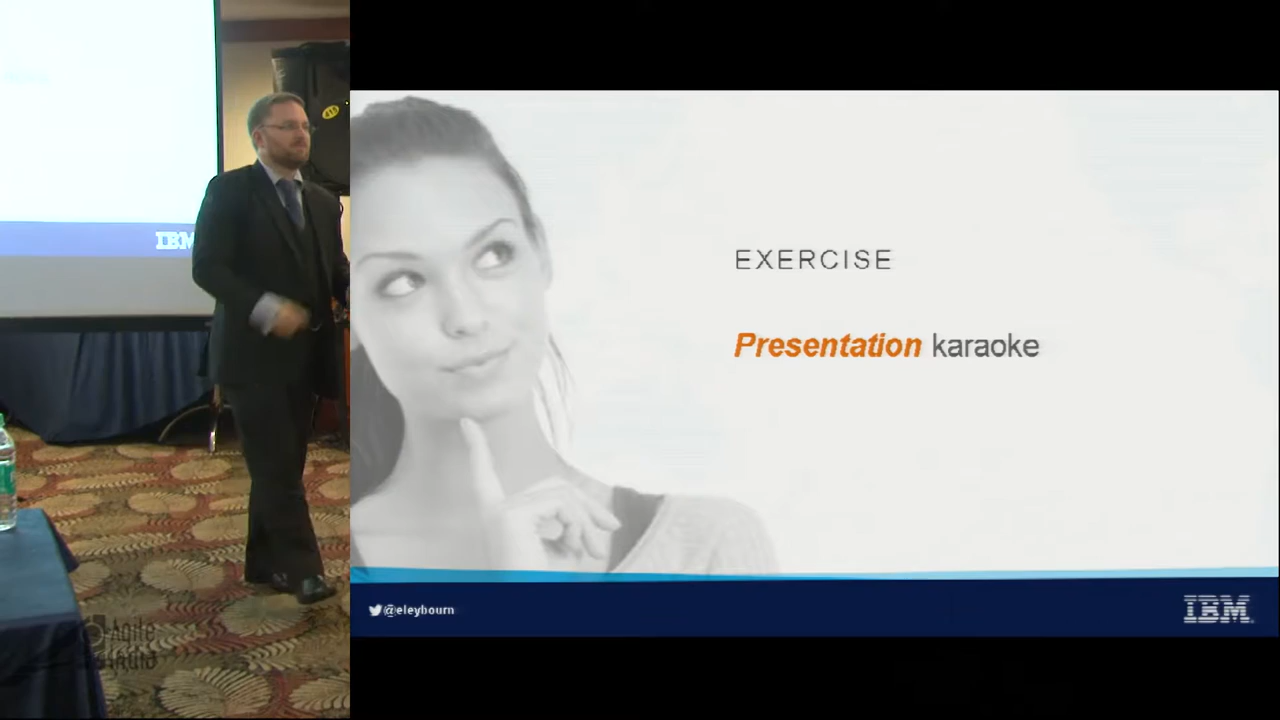 EXERCISE
Presentation karaoke
@eleybourn
IBM
IBM